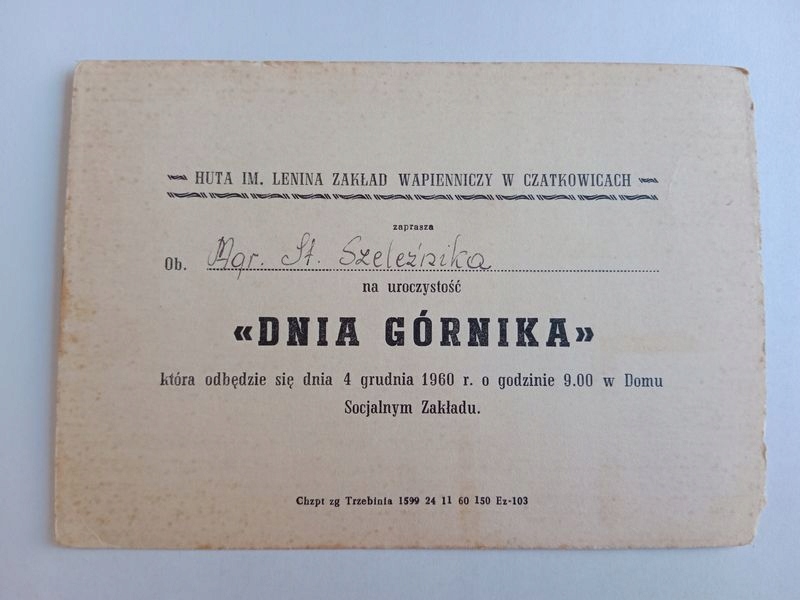 HUTA IM. LENINA ZAKŁAD WAPIENNICZY W CZATKOWICACH
zaprasza
Ob. Mgr. St. Szeleźnika
na uroczystość
«DNIA GÓRNIKA»
która odbędzie się dnia 4 grudnia 1960 r. o godzinie 9.00 w Domu
Socjalnym Zakładu.
Chzpt zg Trzebinia 1599 24 11 60 150 Ez-103